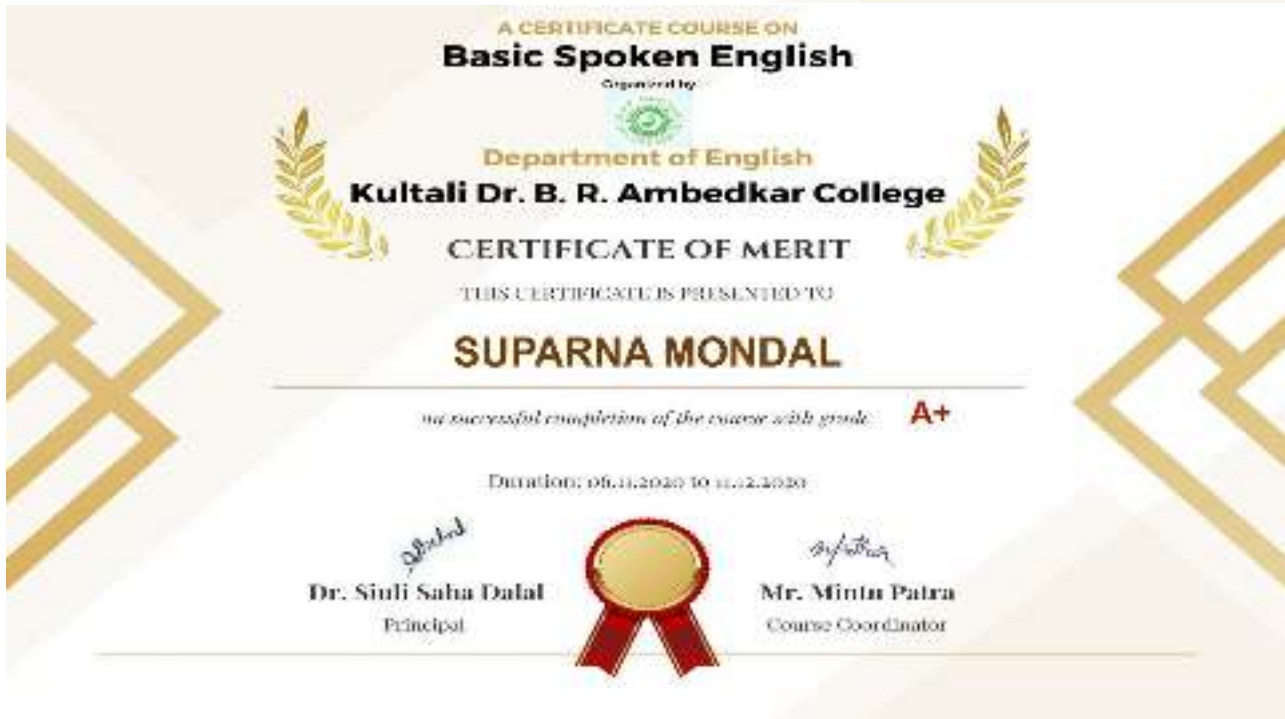 A CERTIFICATE COURSE ON
Basic Spoken English
Organized by
Department of English
Kultali Dr. B. R. Ambedkar College
CERTIFICATE OF MERIT
THIS CERTIFICATE IS PRESENTED TO
SUPARNA MONDAL
on successful completion of the course with grade A+
Duration: 06.11.2020 to 11.12.2020
Dr. Siuli Saha Dalal
Mr. Mintu Patra
Principal
Course Coordinator